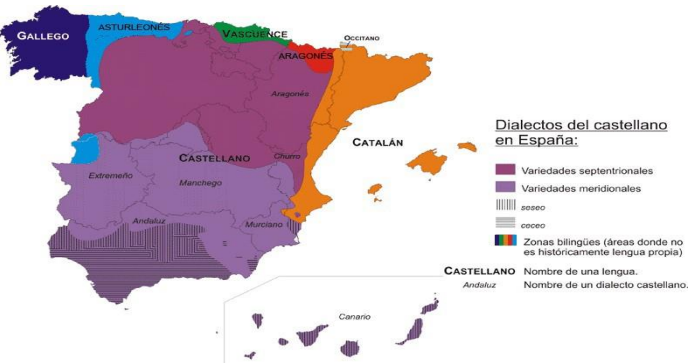 GALLEGO
ASTURLEONÉS
VASCUENCE
OCCITANO
ARAGONÉS
Aragonés
CATALÁN
CASTELLANO
Churro
Extremeño
Manchego
Andaluz
Murciano
Canario
Dialectos del castellano
en España:
Variedades septentrionales
Variedades meridionales
seseo
ceceo
Zonas bilingües (áreas donde no
es históricamente lengua propia)
CASTELLANO Nombre de una lengua.
Andaluz Nombre de un dialecto castellano.